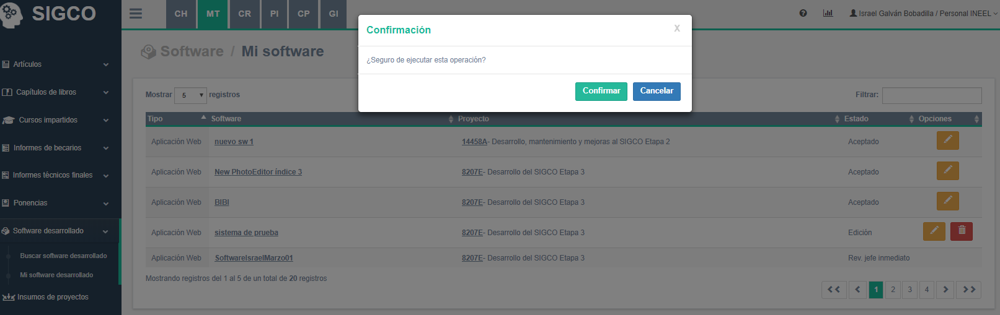 SIGCO
CH MT CR PI CP GI
Israel Galván Bobadilla / Personal INEEL
Confirmación
X
¿Seguro de ejecutar esta operación?
Confirmar Cancelar
Software / Mi software
Artículos
Capítulos de libros
Cursos impartidos
Informes de becarios
Informes técnicos finales
Ponencias
Software desarrollado
Buscar software desarrollado
Mi software desarrollado
Insumos de proyectos
Mostrar 5 registros
Filtrar:
Tipo Software Proyecto Estado Opciones
Aplicación Web nuevo sw 1 14458A- Desarrollo, mantenimiento y mejoras al SIGCO Etapa 2 Aceptado
Aplicación Web New PhotoEditor índice 3 8207E- Desarrollo del SIGCO Etapa 3 Aceptado
Aplicación Web BIBI 8207E- Desarrollo del SIGCO Etapa 3 Aceptado
Aplicación Web sistema de prueba 8207E- Desarrollo del SIGCO Etapa 3 Edición
Aplicación Web SoftwareIsraelMarzo01 8207E- Desarrollo del SIGCO Etapa 3 Rev. jefe inmediato
Mostrando registros del 1 al 5 de un total de 20 registros
1 2 3 4